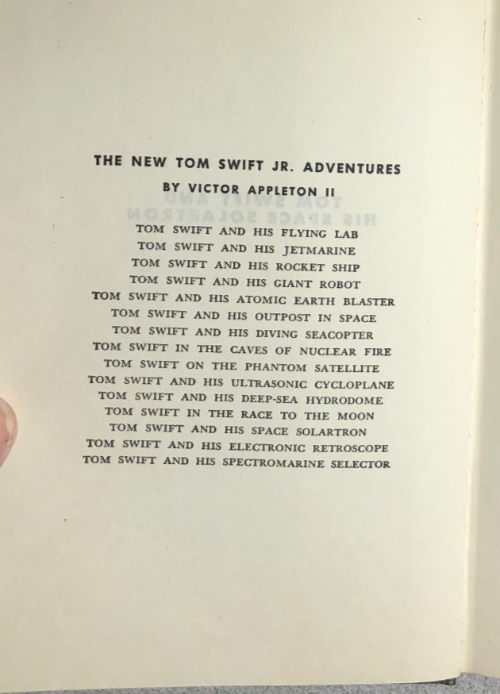 THE NEW TOM SWIFT JR. ADVENTURES
BY VICTOR APPLETON II
TOM SWIFT AND HIS FLYING LAB
TOM SWIFT AND HIS JETMARINE
TOM SWIFT AND HIS ROCKET SHIP
TOM SWIFT AND HIS GIANT ROBOT
TOM SWIFT AND HIS ATOMIC EARTH BLASTER
TOM SWIFT AND HIS OUTPOST IN SPACE
TOM SWIFT AND HIS DIVING SEACOPTER
TOM SWIFT IN THE CAVES OF NUCLEAR FIRE
TOM SWIFT ON THE PHANTOM SATELLITE
TOM SWIFT AND HIS ULTRASONIC CYCLOPLANE
TOM SWIFT AND HIS DEEP-SEA HYDRODOME
TOM SWIFT IN THE RACE TO THE MOON
TOM SWIFT AND HIS SPACE SOLARTRON
TOM SWIFT AND HIS ELECTRONIC RETROSCOPE
TOM SWIFT AND HIS SPECTROMARINE SELECTOR